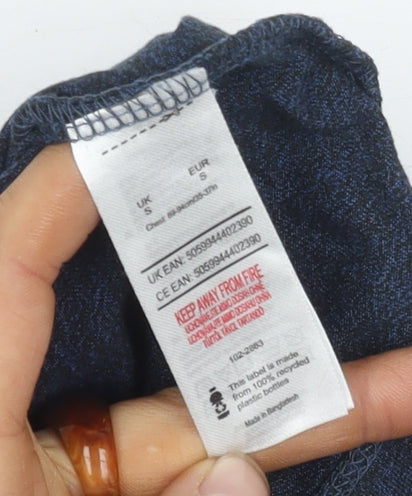 UK EUR
S S
Chest 89-94cm/35-37in
UK EAN: 5059944402390
CE EAN: 5059944402390
KEEP AWAY FROM FIRE
102-2863
This label is made
from 100% recycled
plastic bottles
Made in Bangladesh